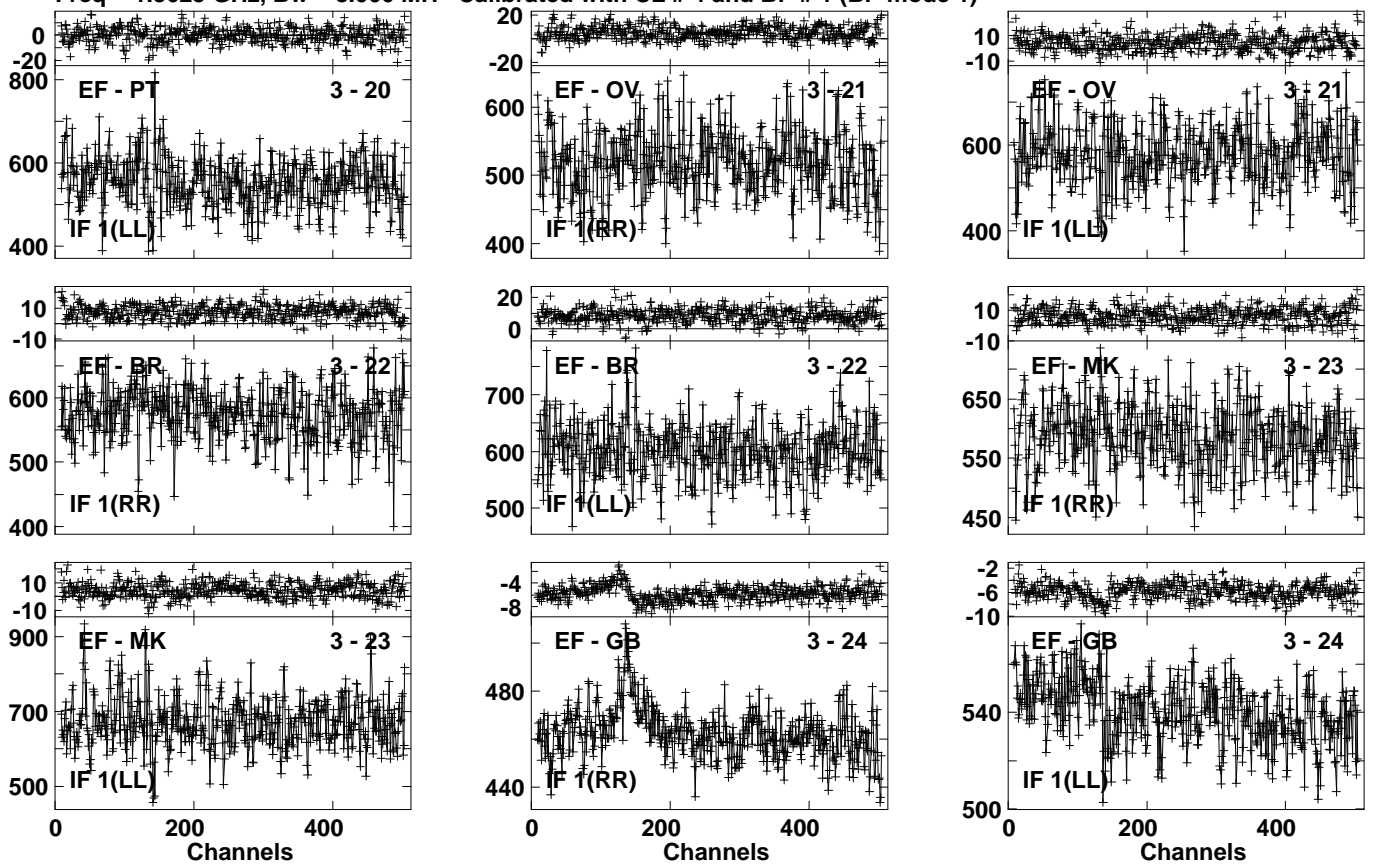 20
0
-20
800
600
400
EF - PT 3 - 20
IF 1(LL)
20
0
-20
600
500
400
EF - OV 3 - 21
IF 1(RR)
10
-10
600
400
EF - OV 3 - 21
IF 1(LL)
10
-10
600
500
400
EF - BR 3 - 22
IF 1(RR)
20
0
700
600
500
EF - BR 3 - 22
IF 1(LL)
10
-10
650
550
450
EF - MK 3 - 23
IF 1(RR)
10
-10
900
700
500
EF - MK 3 - 23
IF 1(LL)
0 200 400
Channels
-4
-8
480
440
EF - GB 3 - 24
IF 1(RR)
0 200 400
Channels
-2
-6
-10
540
500
EF - GB 3 - 24
IF 1(LL)
0 200 400
Channels